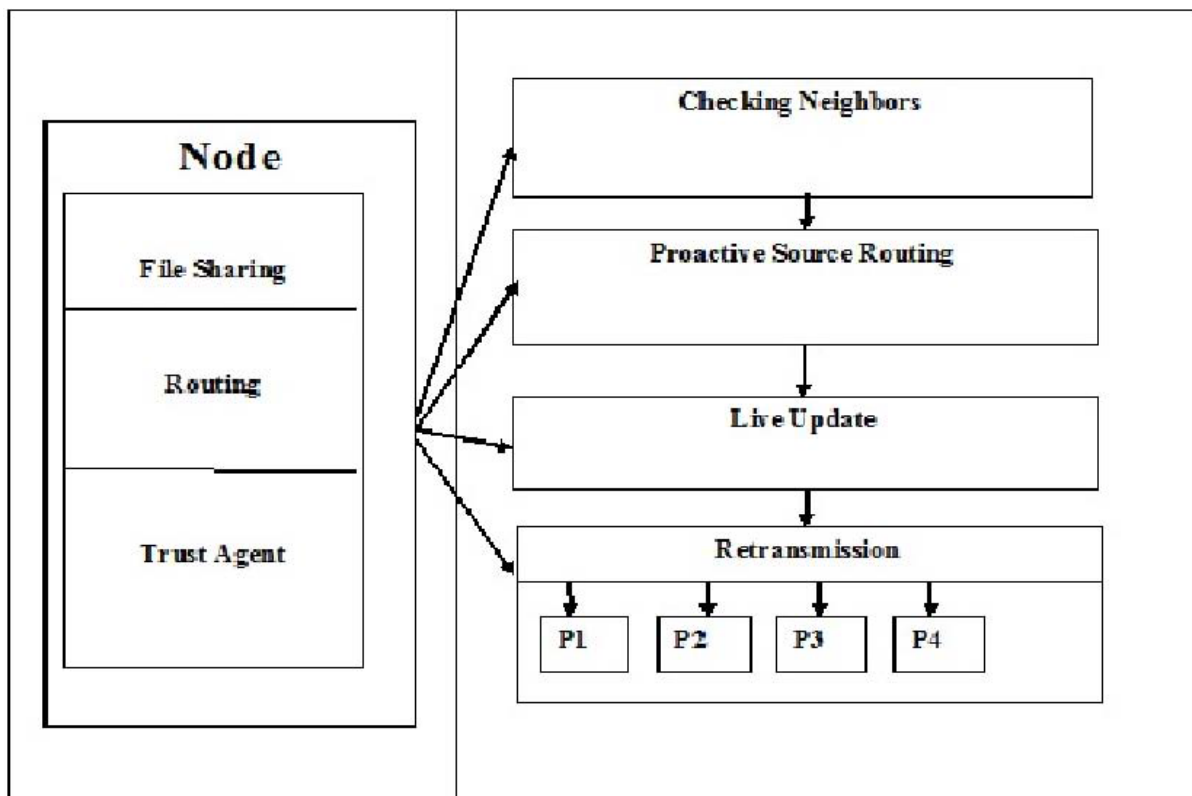 Node
File Sharing
Routing
Trust Agent
Checking Neighbors
Proactive Source Routing
Live Update
Retransmission
P1
P2
P3
P4